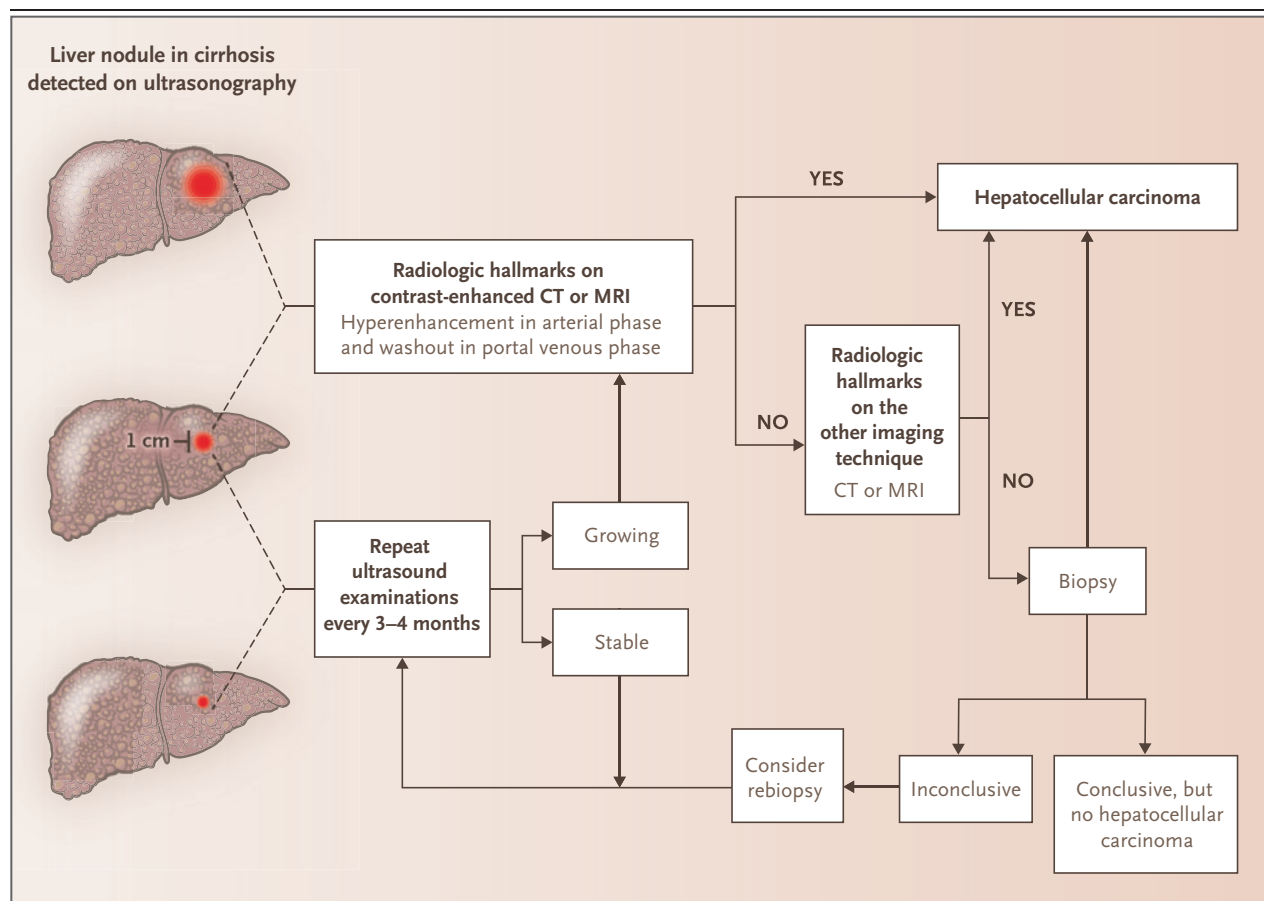 Liver nodule in cirrhosis
detected on ultrasonography
1 cm
Radiologic hallmarks on
contrast-enhanced CT or MRI
Hyperenhancement in arterial phase
and washout in portal venous phase
YES
Hepatocellular carcinoma
NO
Radiologic
hallmarks
on the
other imaging
technique
CT or MRI
YES
NO
Repeat
ultrasound
examinations
every 3–4 months
Growing
Stable
Biopsy
Consider
rebiopsy
Inconclusive
Conclusive, but
no hepatocellular
carcinoma